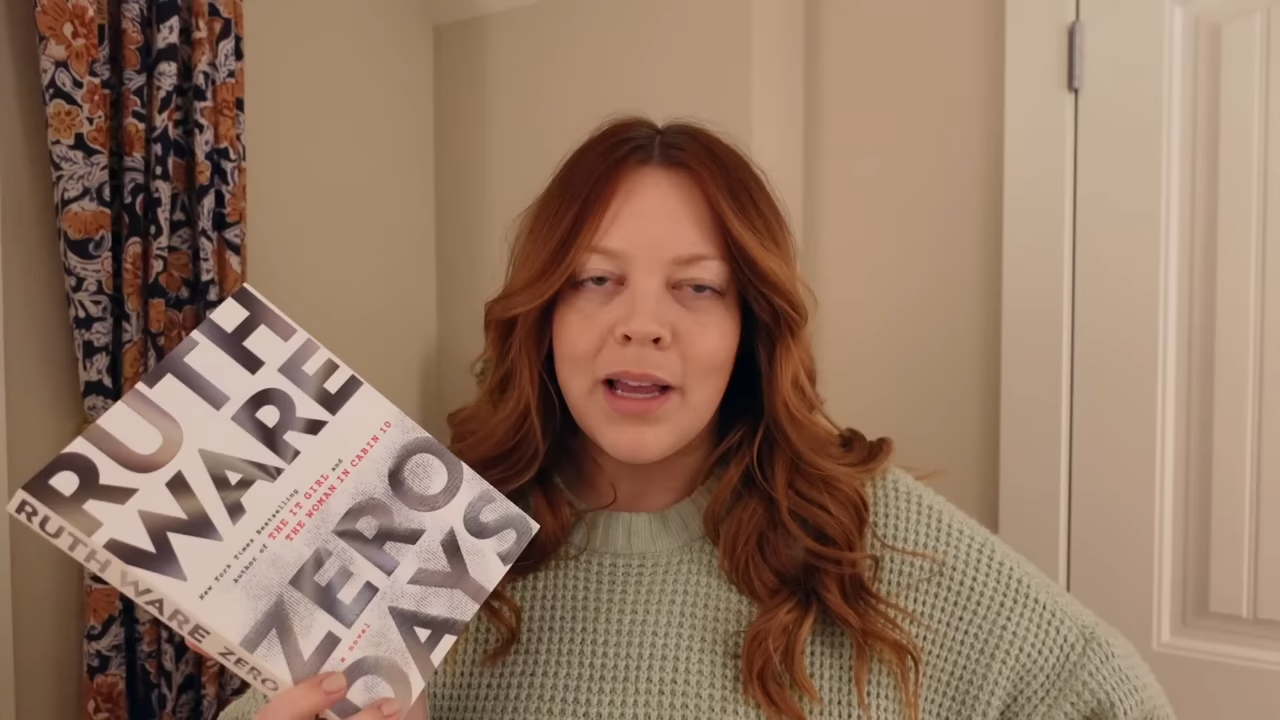 RUTH
WARE
New York Times Bestselling
Author of THE IT GIRL and
THE WOMAN IN CABIN 10
ZERO
DAYS
a novel
RUTH WARE ZERO